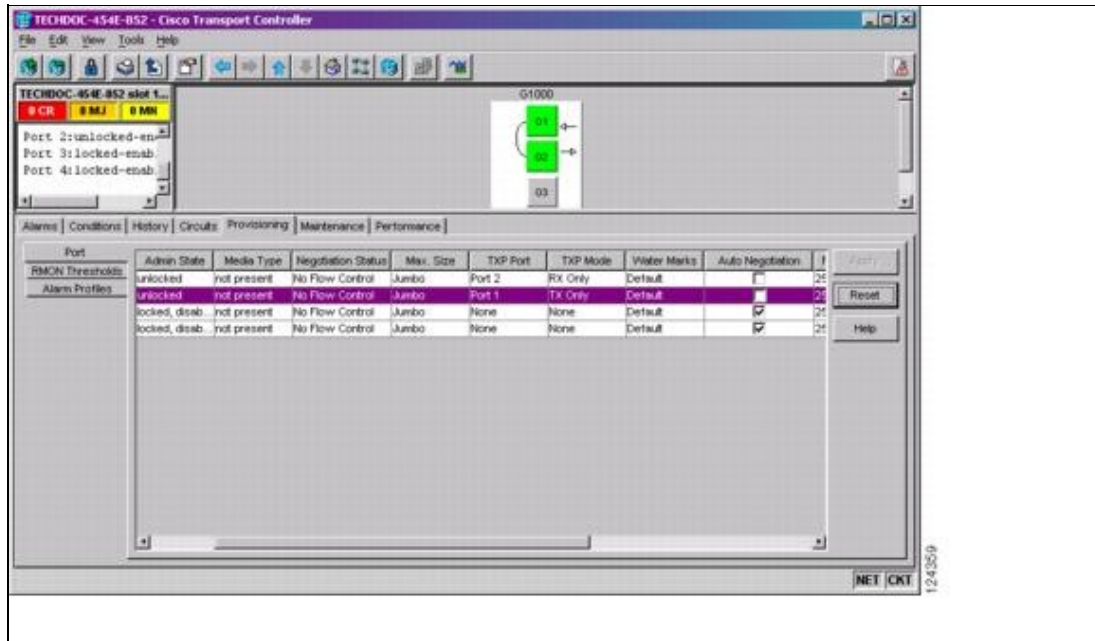 TECHDOC-454E-852 - Cisco Transport Controller
File Edit View Tools Help
TECHDOC-454E-852 slot 1...
0 CR 0 MJ 0 MN
Port 2:unlocked-en
Port 3:locked-enab
Port 4:locked-enab
G1000
01
02
03
Alarms Conditions History Circuits Provisioning Maintenance Performance
Port
RMON Thresholds
Alarm Profiles
Admin State Media Type Negotiation Status Max. Size TXP Port TXP Mode Water Marks Auto Negotiation
unlocked not present No Flow Control Jumbo Port 2 RX Only Default 25
unlocked not present No Flow Control Jumbo Port 1 TX Only Default 25
locked, disab... not present No Flow Control Jumbo None None Default 25
locked, disab... not present No Flow Control Jumbo None None Default 25
Apply
Reset
Help
NET CKT
124359